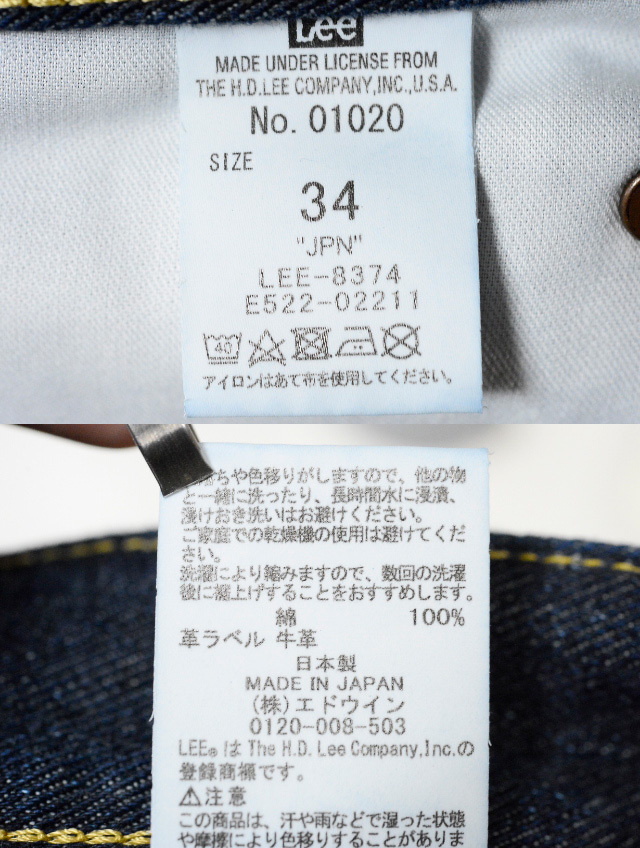 Lee
MADE UNDER LICENSE FROM
THE H.D.LEE COMPANY,INC.,U.S.A.
No. 01020
SIZE
34
"JPN"
LEE-8374
E522-02211
40
アイロンはあて布を使用してください。
ちや色移りがしますので、他の物
と一緒に洗ったり、長時間水に浸漬、
漬けおき洗いはお避けください。
ご家庭での乾燥機の使用は避けてくだ
さい。
洗濯により縮みますので、数回の洗濯
後に裾上げすることをおすすめします。
綿 100%
革ラベル 牛革
日本製
MADE IN JAPAN
(株)エドウイン
0120-008-503
LEE®は The H.D. Lee Company,Inc.の
登録商標です。
⚠注意
この商品は、汗や雨などで湿った状態
や摩擦により色移りすることがありま